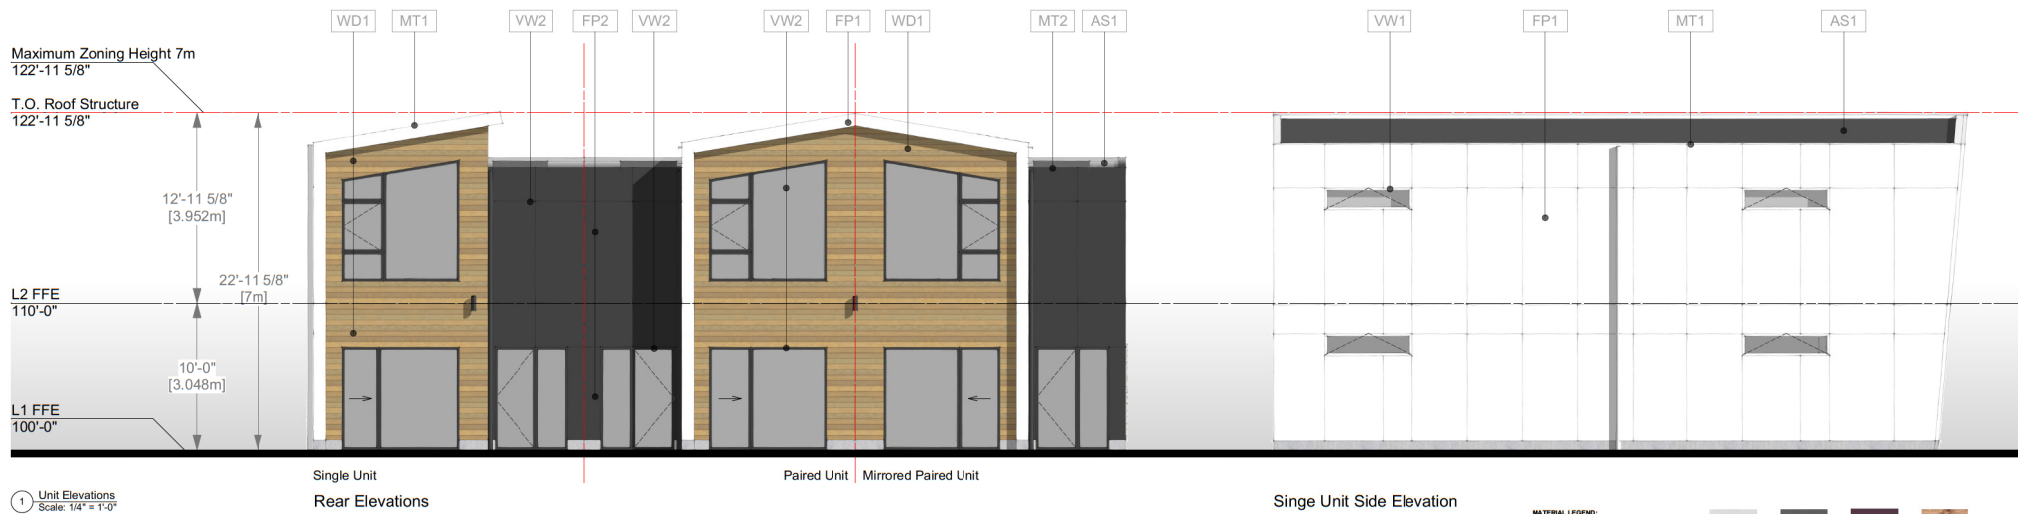 WD1 MT1 VW2 FP2 VW2 VW2 FP1 WD1 MT2 AS1 VW1 FP1 MT1 AS1
Maximum Zoning Height 7m
122'-11 5/8"
T.O. Roof Structure
122'-11 5/8"
12'-11 5/8"
[3.952m]
22'-11 5/8"
[7m]
L2 FFE
110'-0"
10'-0"
[3.048m]
L1 FFE
100'-0"
Single Unit Paired Unit Mirrored Paired Unit
1 Unit Elevations
Scale: 1/4" = 1'-0"
Rear Elevations Singe Unit Side Elevation
MATERIAL LEGEND: